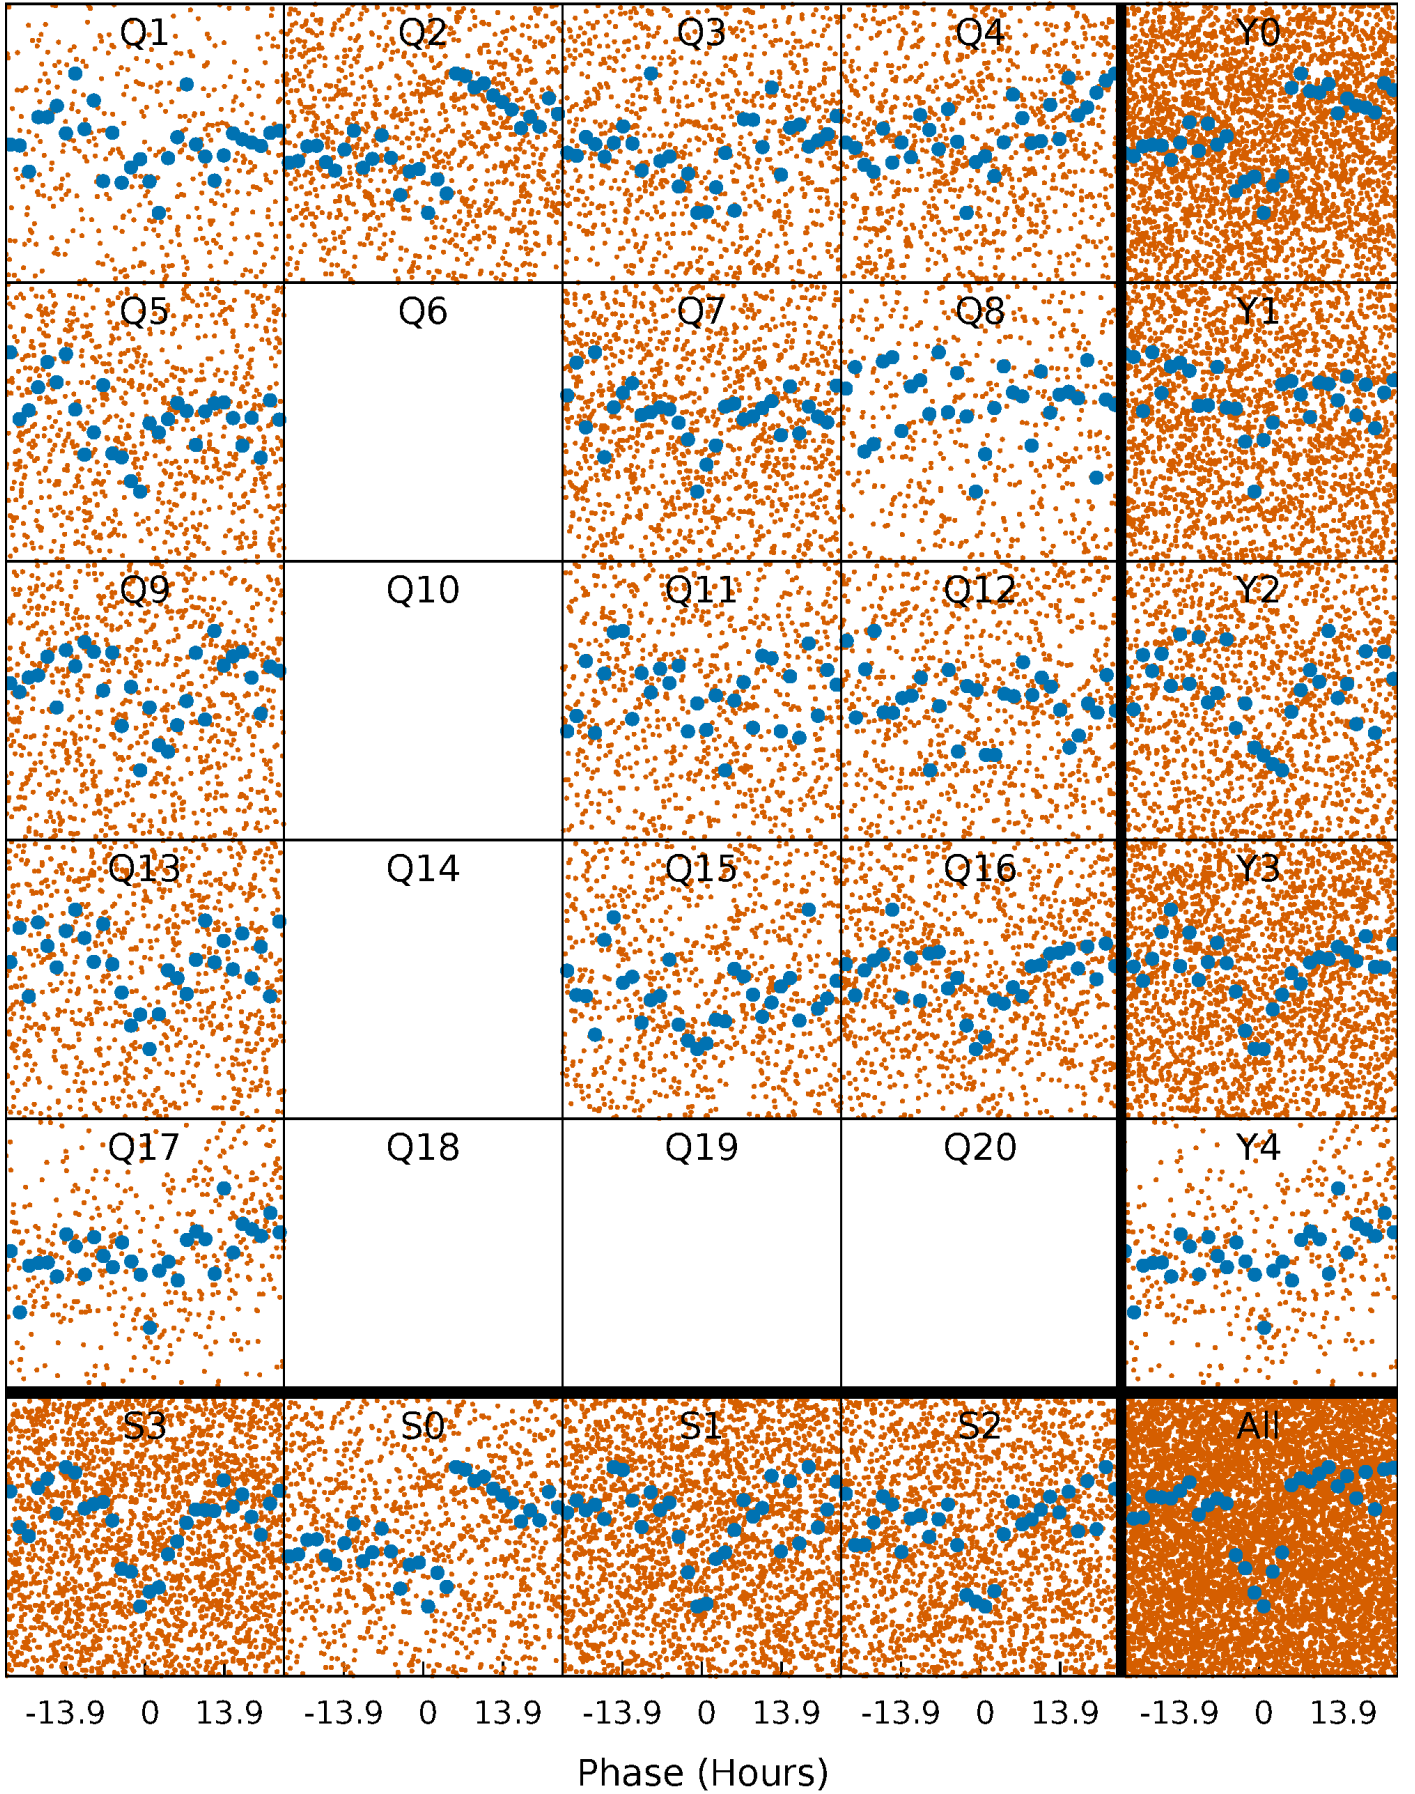 Q1 Q2 Q3 Q4 Y0
Q5 Q6 Q7 Q8 Y1
Q9 Q10 Q11 Q12 Y2
Q13 Q14 Q15 Q16 Y3
Q17 Q18 Q19 Q20 Y4
S3 S0 S1 S2 All
-13.9 0 13.9 -13.9 0 13.9 -13.9 0 13.9 -13.9 0 13.9 -13.9 0 13.9
Phase (Hours)